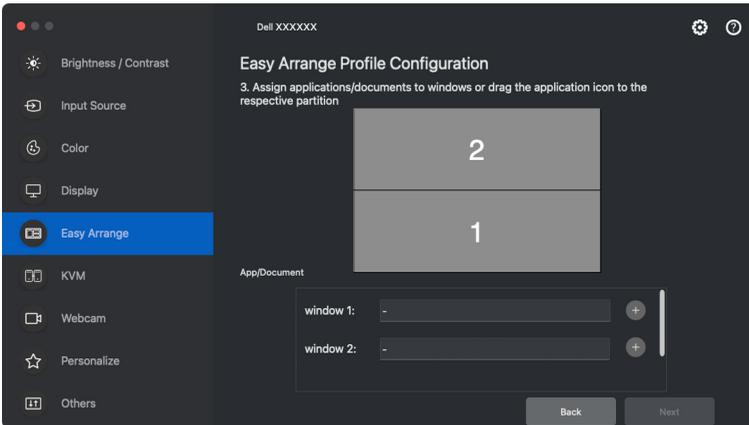 Dell XXXXXX
Brightness / Contrast
Input Source
Color
Display
Easy Arrange
KVM
Webcam
Personalize
Others
Easy Arrange Profile Configuration
3. Assign applications/documents to windows or drag the application icon to the
respective partition
2
1
App/Document
window 1: -
window 2: -
Back Next